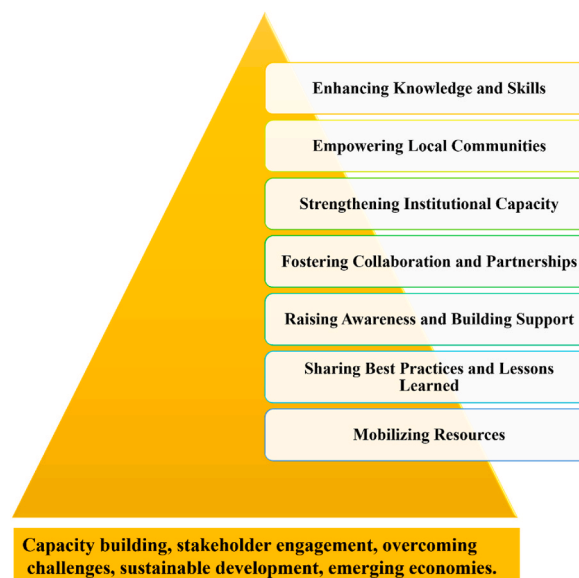 Enhancing Knowledge and Skills
Empowering Local Communities
Strengthening Institutional Capacity
Fostering Collaboration and Partnerships
Raising Awareness and Building Support
Sharing Best Practices and Lessons
Learned
Mobilizing Resources
Capacity building, stakeholder engagement, overcoming
challenges, sustainable development, emerging economies.